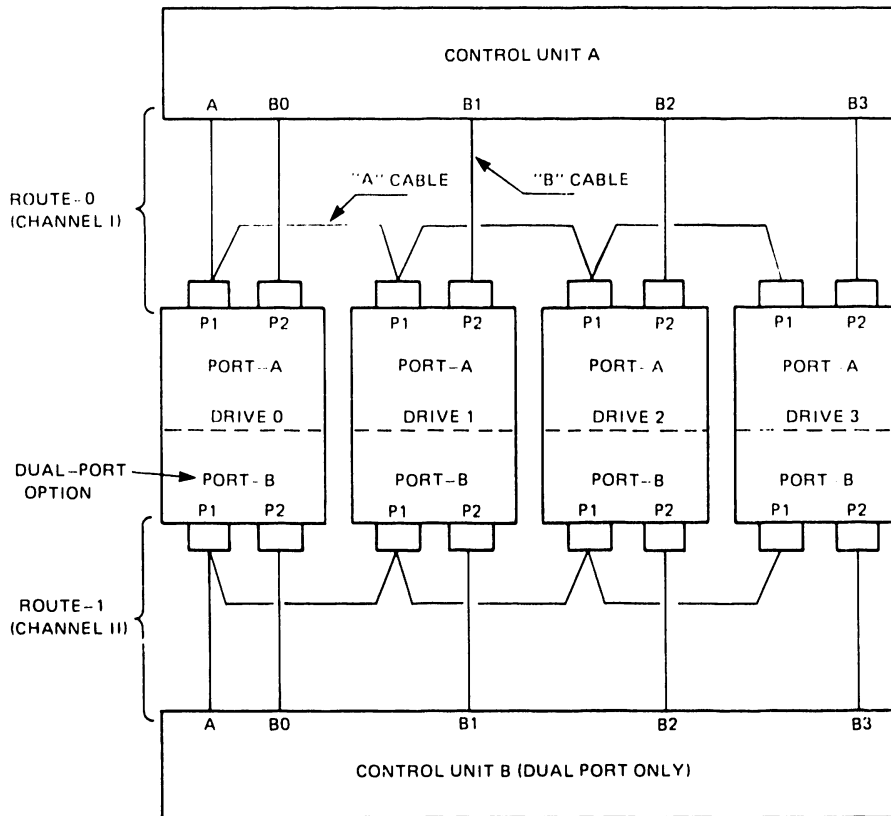 CONTROL UNIT A
A B0 B1 B2 B3
"A" CABLE
"B" CABLE
ROUTE-0
(CHANNEL I)
P1 P2 P1 P2 P1 P2 P1 P2
PORT-A PORT-A PORT-A PORT A
DRIVE 0 DRIVE 1 DRIVE 2 DRIVE 3
DUAL-PORT
OPTION
PORT-B PORT-B PORT-B PORT B
P1 P2 P1 P2 P1 P2 P1 P2
ROUTE-1
(CHANNEL II)
A B0 B1 B2 B3
CONTROL UNIT B (DUAL PORT ONLY)